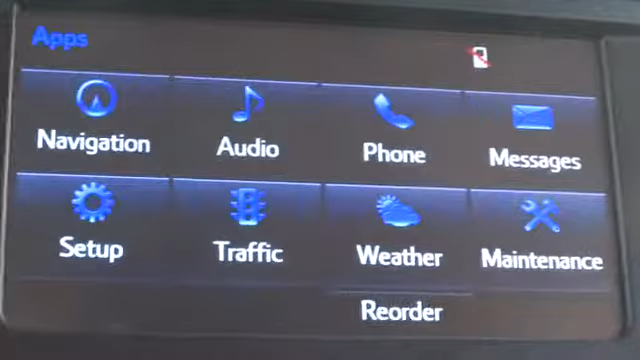 Apps
Navigation
Audio
Phone
Messages
Setup
Traffic
Weather
Maintenance
Reorder